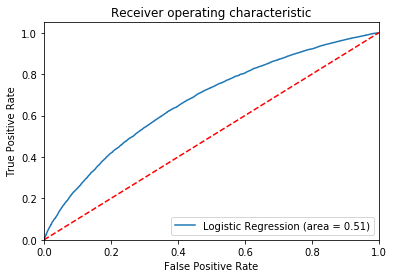 Receiver operating characteristic
True Positive Rate
1.0
0.8
0.6
0.4
0.2
0.0
Logistic Regression (area = 0.51)
0.0 0.2 0.4 0.6 0.8 1.0
False Positive Rate